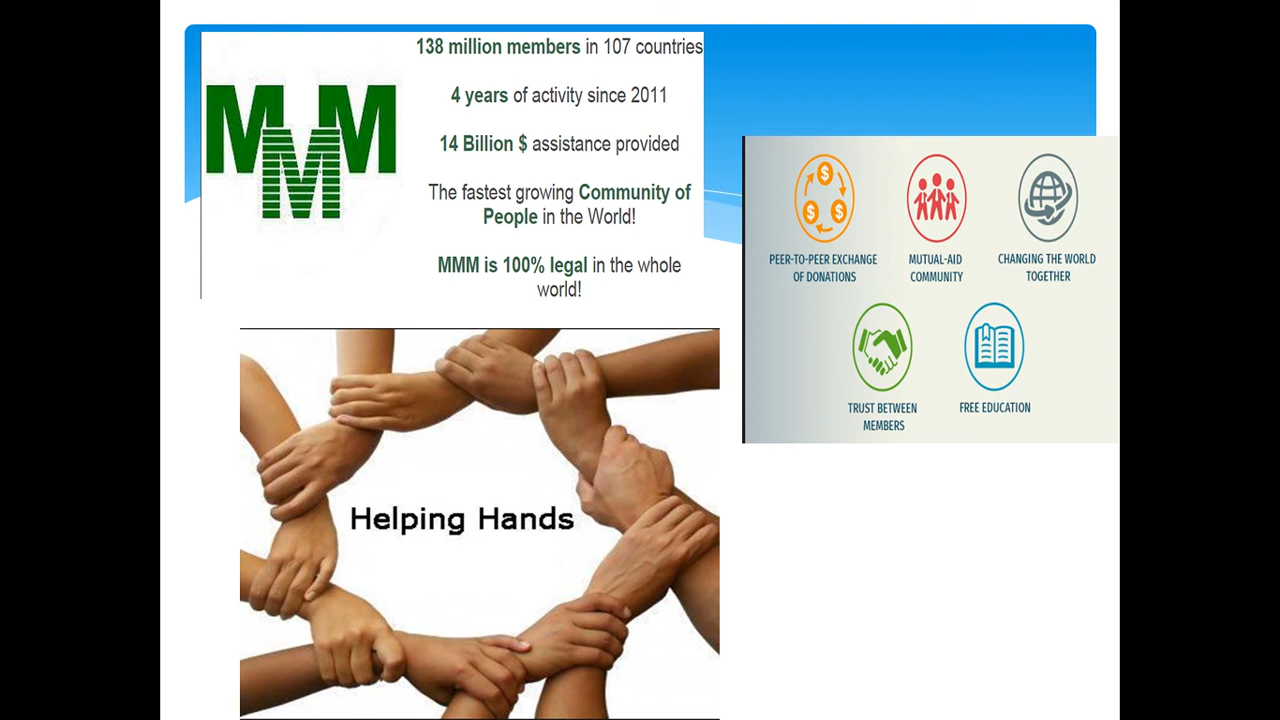 MMM
138 million members in 107 countries
4 years of activity since 2011
14 Billion $ assistance provided
The fastest growing Community of
People in the World!
MMM is 100% legal in the whole
world!
PEER-TO-PEER EXCHANGE
OF DONATIONS
MUTUAL-AID
COMMUNITY
CHANGING THE WORLD
TOGETHER
TRUST BETWEEN
MEMBERS
FREE EDUCATION
Helping Hands